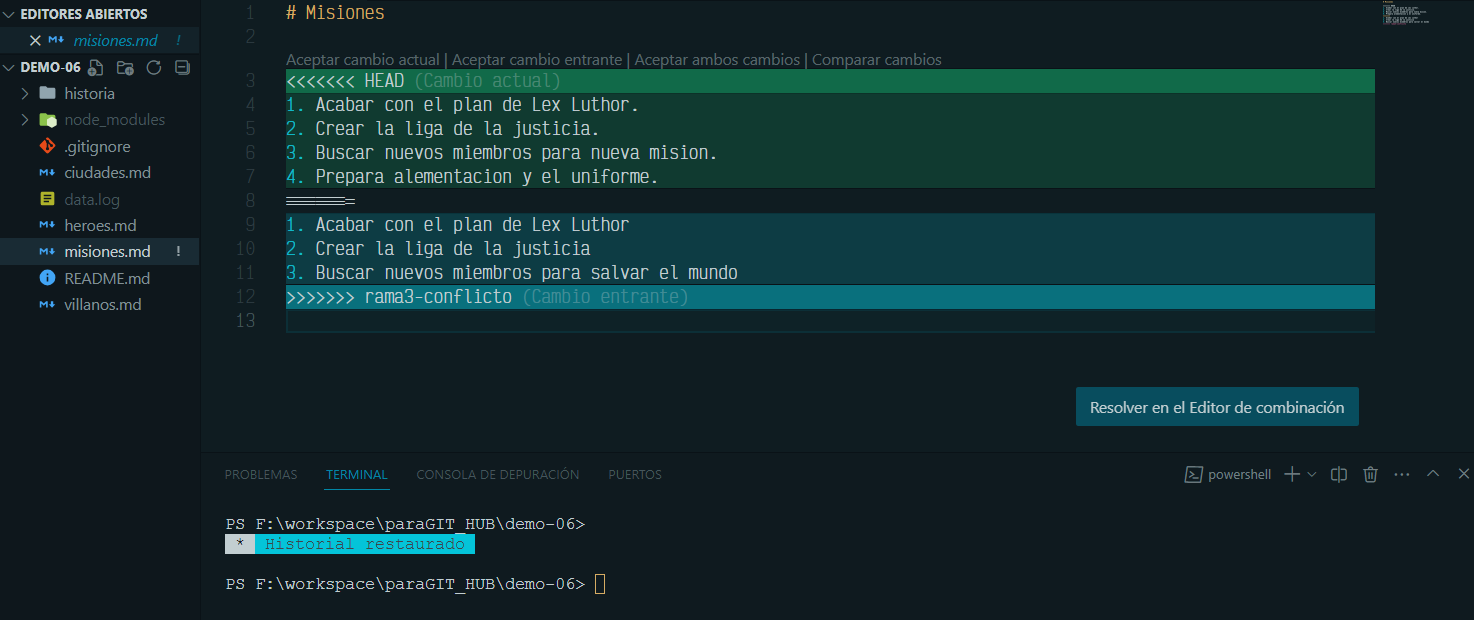 EDITORES ABIERTOS
misiones.md !
DEMO-06
historia
node_modules
.gitignore
ciudades.md
data.log
heroes.md
misiones.md !
README.md
villanos.md
1 # Misiones
2
Aceptar cambio actual | Aceptar cambio entrante | Aceptar ambos cambios | Comparar cambios
3 <<<<<<< HEAD (Cambio actual)
4 1. Acabar con el plan de Lex Luthor.
5 2. Crear la liga de la justicia.
6 3. Buscar nuevos miembros para nueva mision.
7 4. Prepara alementacion y el uniforme.
8 =======
9 1. Acabar con el plan de Lex Luthor
10 2. Crear la liga de la justicia
11 3. Buscar nuevos miembros para salvar el mundo
12 >>>>>>> rama3-conflicto (Cambio entrante)
13
Resolver en el Editor de combinación
PROBLEMAS TERMINAL CONSOLA DE DEPURACIÓN PUERTOS
powershell
PS F:\workspace\paraGIT_HUB\demo-06>
* Historial restaurado
PS F:\workspace\paraGIT_HUB\demo-06>